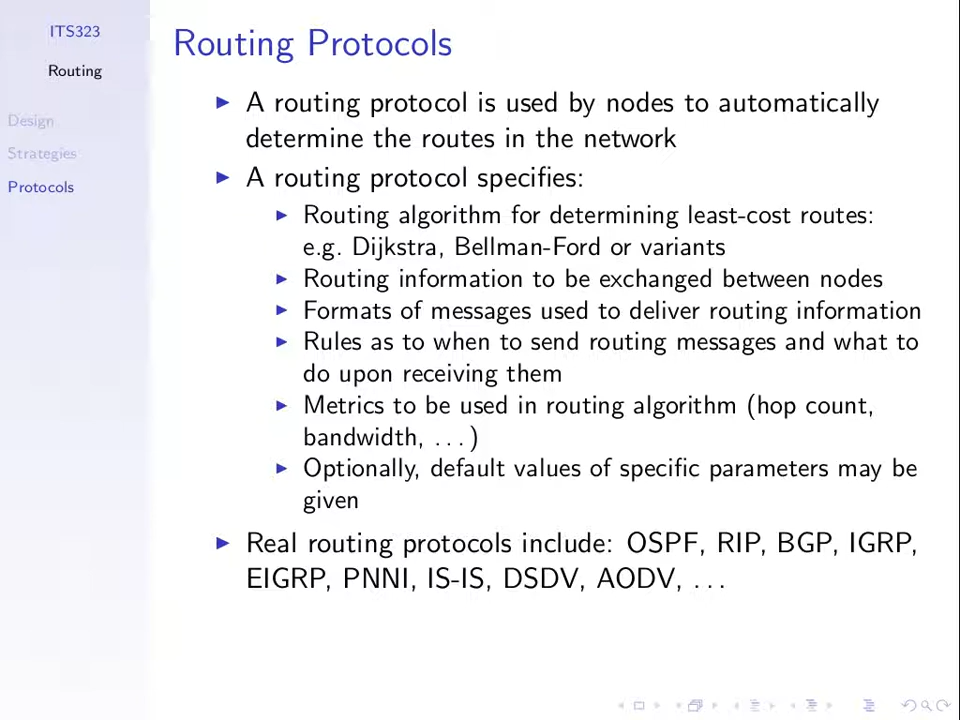 ITS323
Routing
Design
Strategies
Protocols
Routing Protocols
A routing protocol is used by nodes to automatically
determine the routes in the network
A routing protocol specifies:
Routing algorithm for determining least-cost routes:
e.g. Dijkstra, Bellman-Ford or variants
Routing information to be exchanged between nodes
Formats of messages used to deliver routing information
Rules as to when to send routing messages and what to
do upon receiving them
Metrics to be used in routing algorithm (hop count,
bandwidth, . . . )
Optionally, default values of specific parameters may be
given
Real routing protocols include: OSPF, RIP, BGP, IGRP,
EIGRP, PNNI, IS-IS, DSDV, AODV, . . .